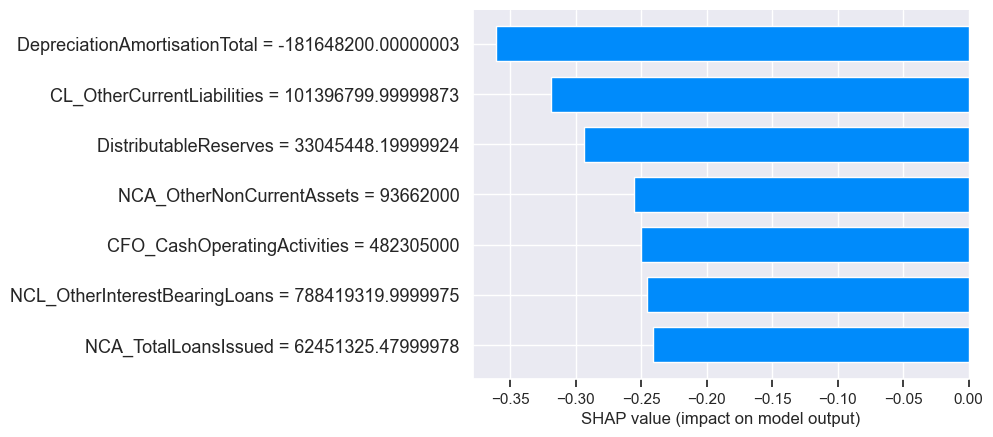 DepreciationAmortisationTotal = -181648200.00000003
CL_OtherCurrentLiabilities = 101396799.99999873
DistributableReserves = 33045448.19999924
NCA_OtherNonCurrentAssets = 93662000
CFO_CashOperatingActivities = 482305000
NCL_OtherInterestBearingLoans = 788419319.9999975
NCA_TotalLoansIssued = 62451325.47999978
−0.35 −0.30 −0.25 −0.20 −0.15 −0.10 −0.05 0.00
SHAP value (impact on model output)